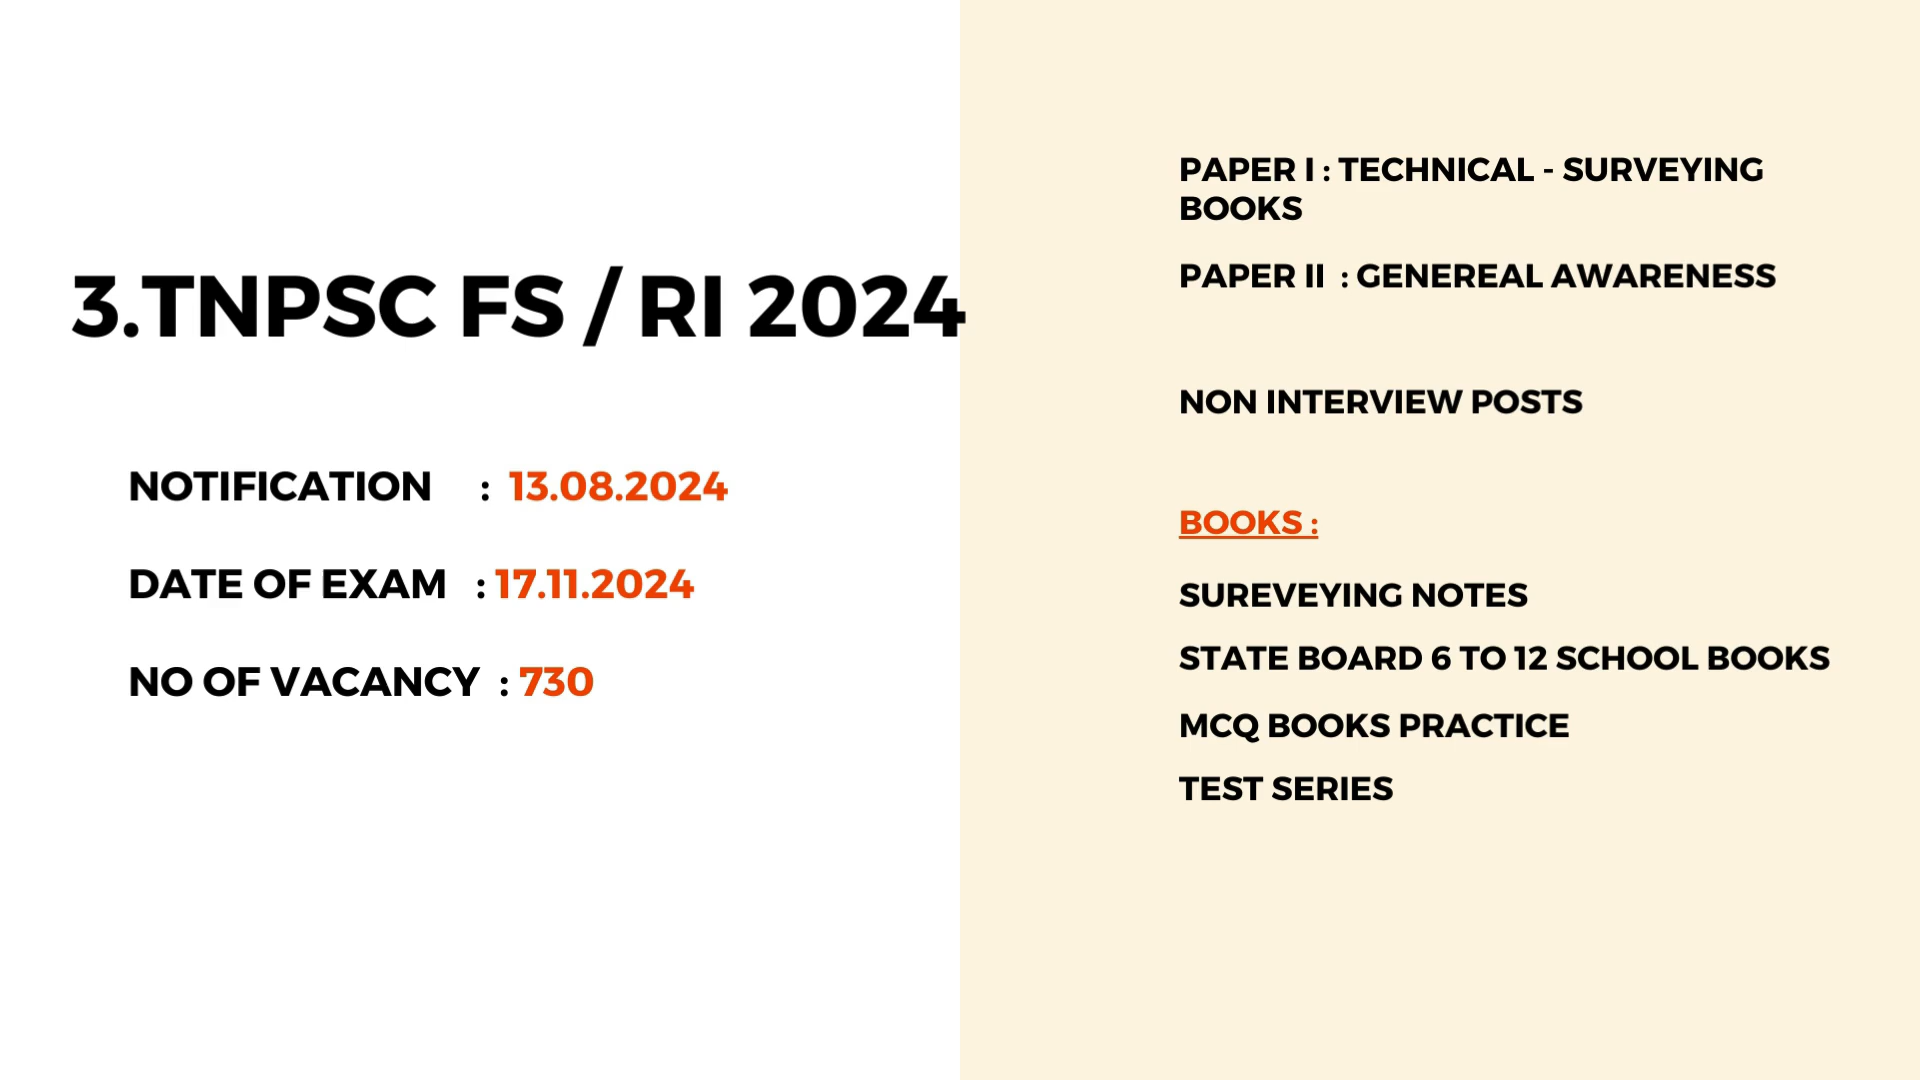 3.TNPSC FS / RI 2024
NOTIFICATION : 13.08.2024
DATE OF EXAM : 17.11.2024
NO OF VACANCY : 730
PAPER I : TECHNICAL - SURVEYING
BOOKS
PAPER II : GENEREAL AWARENESS
NON INTERVIEW POSTS
BOOKS :
SUREVEYING NOTES
STATE BOARD 6 TO 12 SCHOOL BOOKS
MCQ BOOKS PRACTICE
TEST SERIES